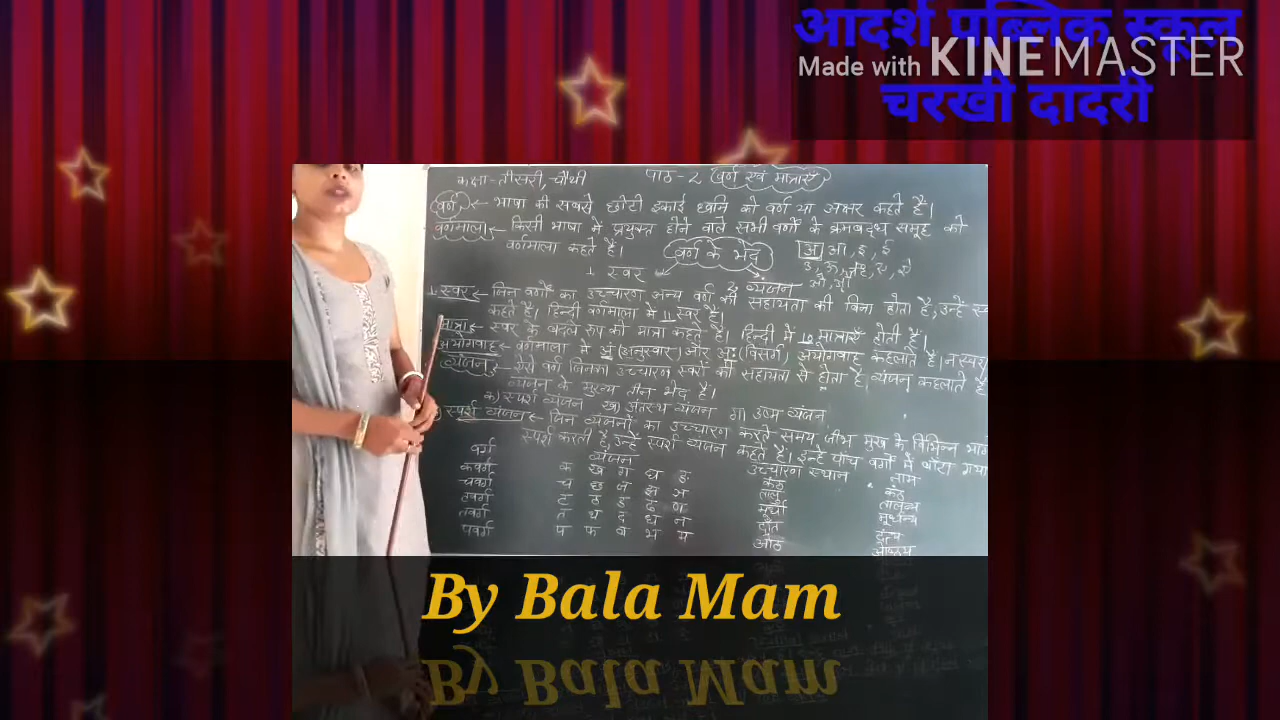 आदर्श पब्लिक स्कूल
Made with KINEMASTER
चरखी दादरी
कक्षा-तीसरी, चौथी पाठ-2 वर्ण एवं मात्राएँ
वर्ण भाषा की सबसे छोटी इकाई ध्वनि को वर्ण या अक्षर कहते हैं।
वर्णमाला किसी भाषा में प्रयुक्त होने वाले सभी वर्णों के क्रमबद्ध समूह को
वर्णमाला कहते हैं। वर्ण के भेद अ आ, इ, ई
1 स्वर 2 व्यंजन
1 स्वर जिन वर्णों का उच्चारण अन्य वर्ण की सहायता की बिना होता है, उन्हें
कहते है। हिन्दी वर्णमाला में 11 स्वर है।
मात्रा स्वर के बदले रूप को मात्रा कहते हैं। हिन्दी में 10 मात्राएँ होती हैं।
अयोगवाह वर्णमाला में अं (अनुस्वार) और अः (विसर्ग) अयोगवाह कहलाते हैं।
व्यंजन ऐसे वर्ण जिनका उच्चारण स्वरों की सहायता से होता है, व्यंजन कहलाते है
व्यंजन के मुख्य तीन भेद हैं।
क) स्पर्श व्यंजन ख) अंतस्थ व्यंजन ग) उष्म व्यंजन
स्पर्श व्यंजन जिन व्यंजनों का उच्चारण करते समय जीभ मुख के विभिन्न
स्पर्श करती है, उन्हें स्पर्श व्यंजन कहते है। इन्हे पाँच वर्गों में बाँटा गया
वर्ग व्यंजन उच्चारण स्थान नाम
कवर्ग क ख ग घ ङ कंठ कंठ
चवर्ग च छ ज झ ञ तालु तालव्य
टवर्ग ट ठ ड ढ ण मूर्धा मूर्धन्य
तवर्ग त थ द ध न दाँत दंत्य
पवर्ग प फ ब भ म ओठ
By Bala Mam